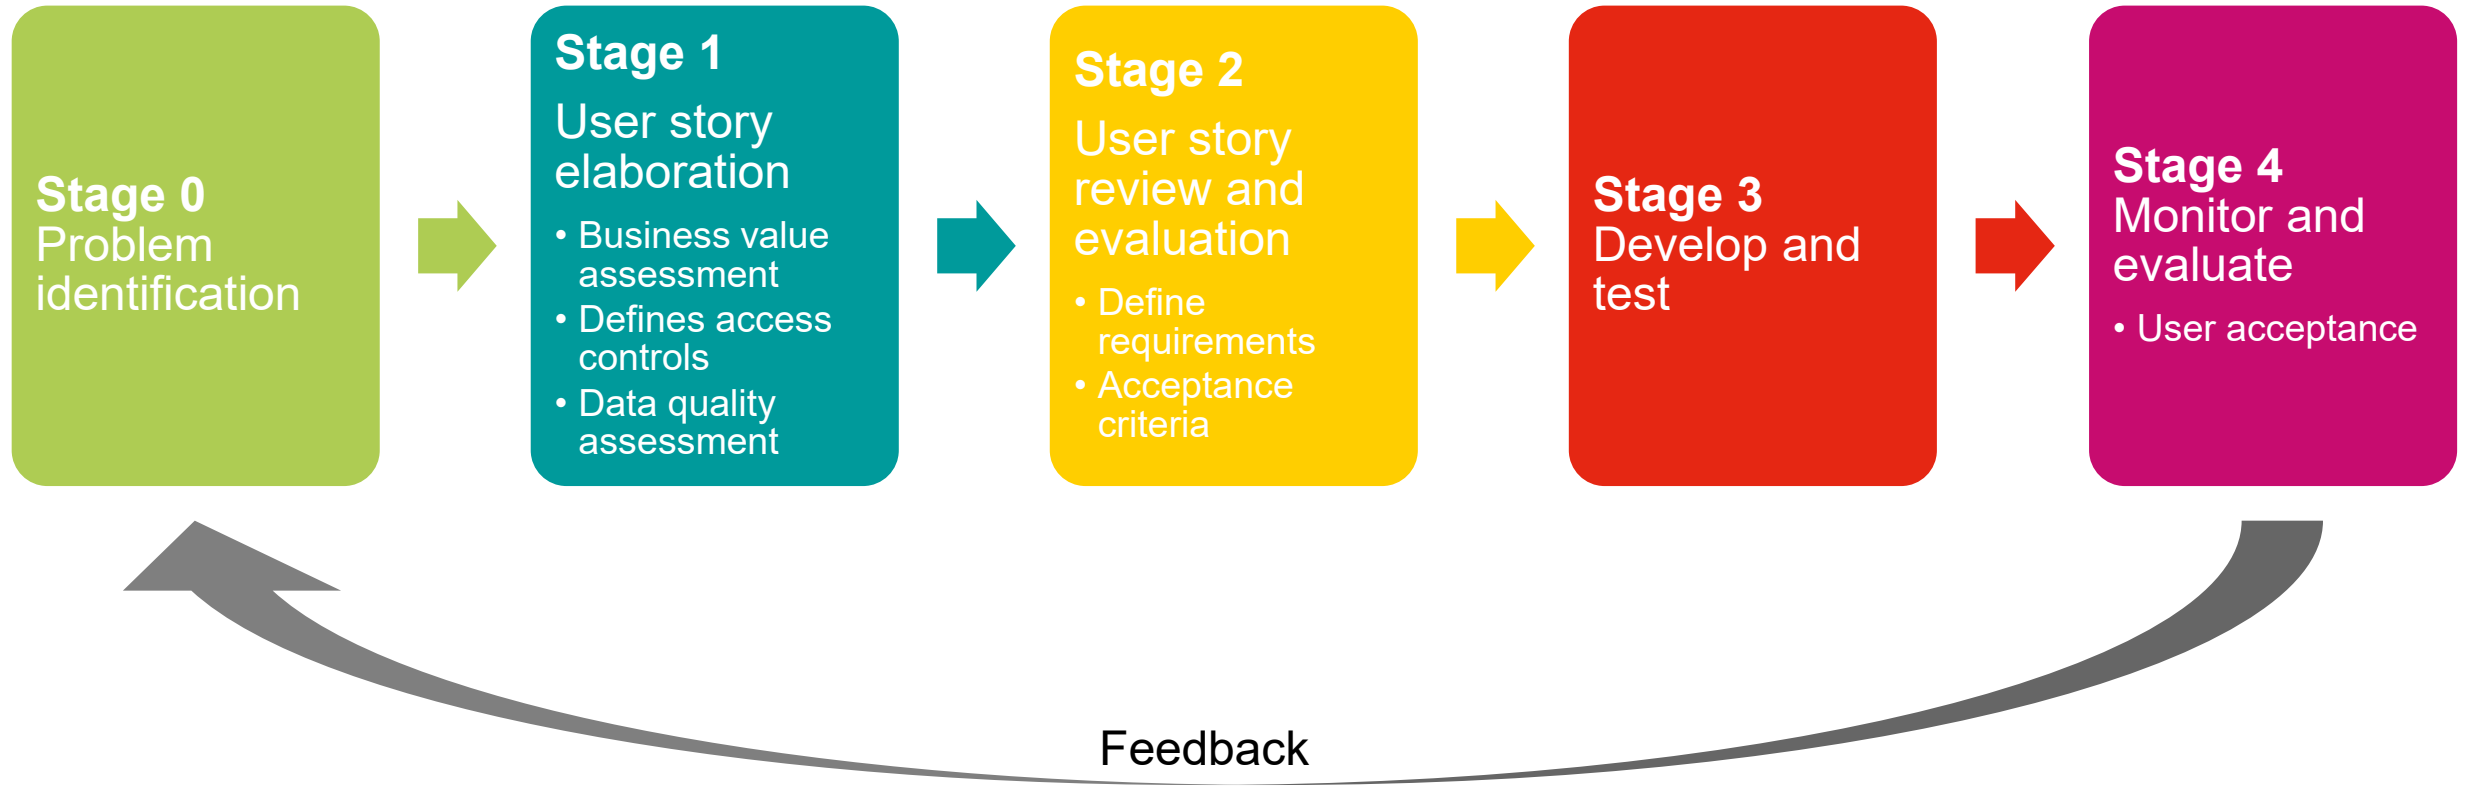 Stage 0
Problem
identification
Stage 1
User story
elaboration
• Business value
assessment
• Defines access
controls
• Data quality
assessment
Stage 2
User story
review and
evaluation
• Define
requirements
• Acceptance
criteria
Stage 3
Develop and
test
Stage 4
Monitor and
evaluate
• User acceptance
Feedback